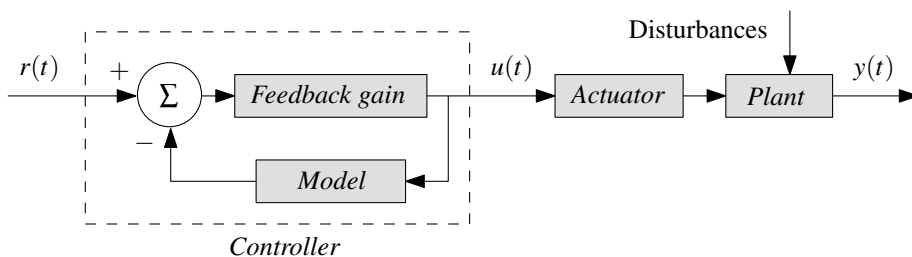 Disturbances
r(t)
+
Σ
Feedback gain
u(t)
Actuator
Plant
y(t)
−
Model
Controller